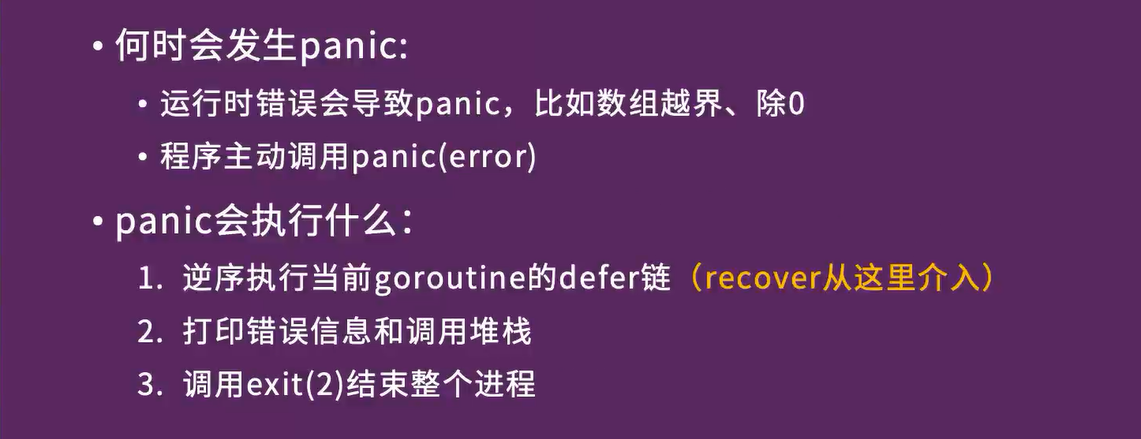 • 何时会发生panic:
• 运行时错误会导致panic，比如数组越界、除0
• 程序主动调用panic(error)
• panic会执行什么：
1. 逆序执行当前goroutine的defer链（recover从这里介入）
2. 打印错误信息和调用堆栈
3. 调用exit(2)结束整个进程